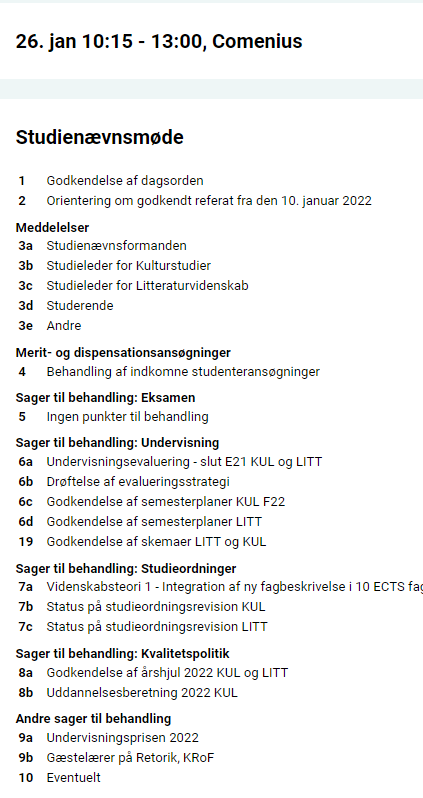 26. jan 10:15 - 13:00, Comenius
Studienævnsmøde
1 Godkendelse af dagsorden
2 Orientering om godkendt referat fra den 10. januar 2022
Meddelelser
3a Studienævnsformanden
3b Studieleder for Kulturstudier
3c Studieleder for Litteraturvidenskab
3d Studerende
3e Andre
Merit- og dispensationsansøgninger
4 Behandling af indkomne studenteransøgninger
Sager til behandling: Eksamen
5 Ingen punkter til behandling
Sager til behandling: Undervisning
6a Undervisningsevaluering - slut E21 KUL og LITT
6b Drøftelse af evalueringsstrategi
6c Godkendelse af semesterplaner KUL F22
6d Godkendelse af semesterplaner LITT
19 Godkendelse af skemaer LITT og KUL
Sager til behandling: Studieordninger
7a Videnskabsteori 1 - Integration af ny fagbeskrivelse i 10 ECTS
7b Status på studieordningsrevision KUL
7c Status på studieordningsrevision LITT
Sager til behandling: Kvalitetspolitik
8a Godkendelse af årshjul 2022 KUL og LITT
8b Uddannelsesberetning 2022 KUL
Andre sager til behandling
9a Undervisningsprisen 2022
9b Gæstelærer på Retorik, KRoF
10 Eventuelt